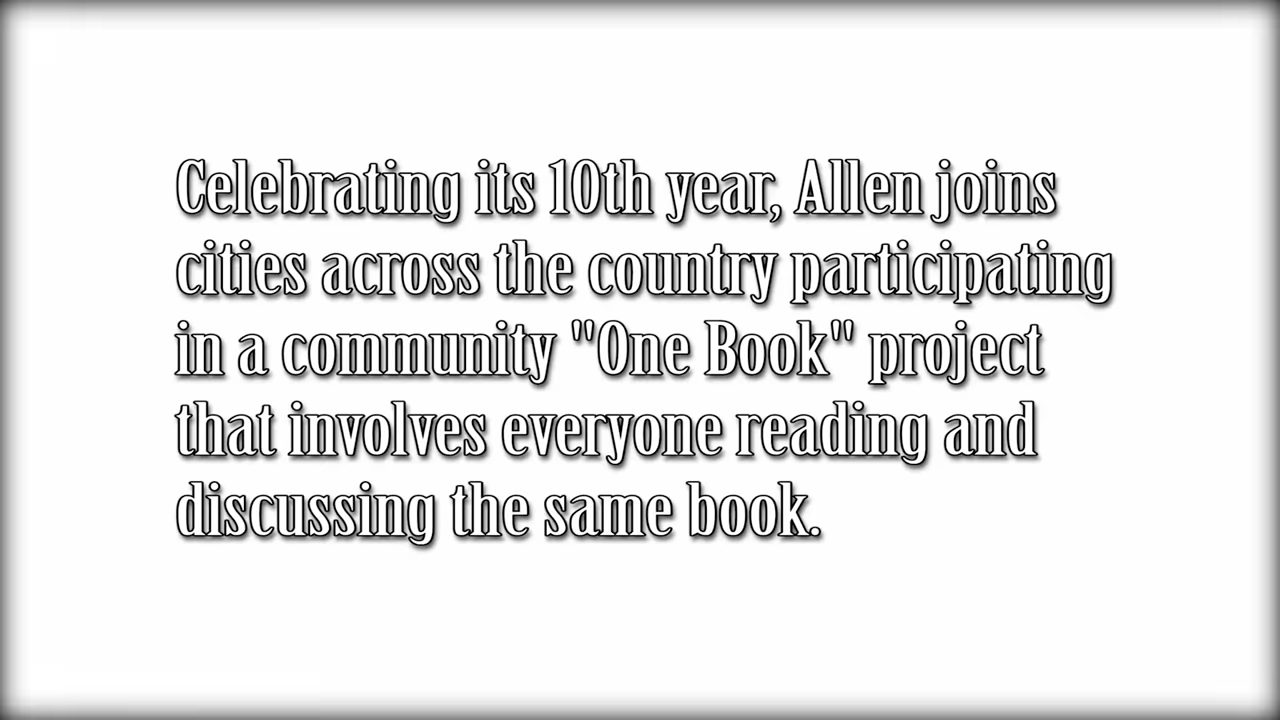 Celebrating its 10th year, Allen joins
cities across the country participating
in a community "One Book" project
that involves everyone reading and
discussing the same book.